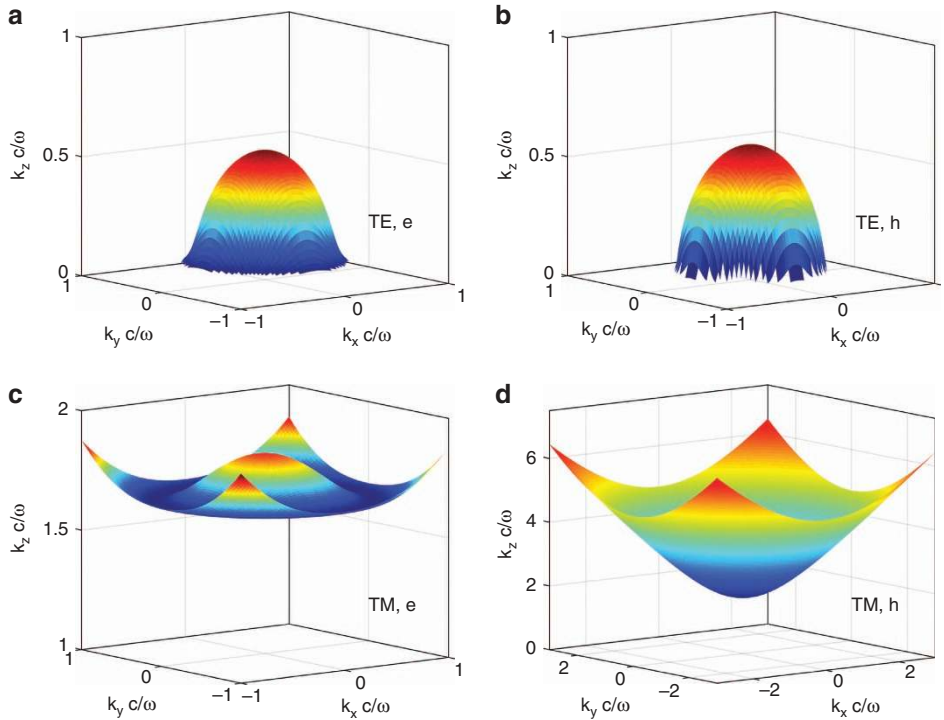 a
1
0.5
0
k_z c/ω
TE, e
1
0
−1
−1
0
1
k_y c/ω
k_x c/ω
b
1
0.5
0
k_z c/ω
TE, h
1
0
−1
−1
0
1
k_y c/ω
k_x c/ω
c
2
1.5
1
k_z c/ω
TM, e
1
0
−1
−1
0
1
k_y c/ω
k_x c/ω
d
6
4
2
0
k_z c/ω
TM, h
2
0
−2
−2
0
2
k_y c/ω
k_x c/ω